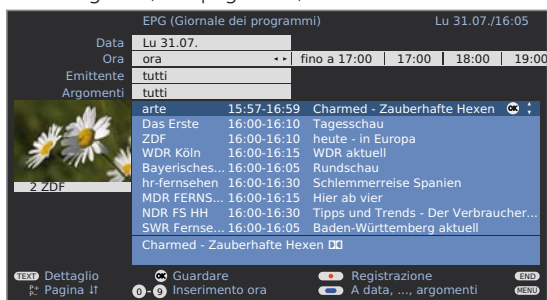 EPG (Giornale dei programmi) Lu 31.07./16:05
Data Lu 31.07.
Ora ora fino a 17:00 17:00 18:00 19:00
Emittente tutti
Argomenti tutti
arte 15:57-16:59 Charmed - Zauberhafte Hexen OK
Das Erste 16:00-16:10 Tagesschau
ZDF 16:00-16:10 heute - in Europa
WDR Köln 16:00-16:15 WDR aktuell
Bayerisches... 16:00-16:05 Rundschau
hr-fernsehen 16:00-16:30 Schlemmerreise Spanien
MDR FERNS... 16:00-16:15 Hier ab vier
NDR FS HH 16:00-16:30 Tipps und Trends - Der Verbraucher...
SWR Fernse... 16:00-16:05 Baden-Württemberg aktuell
2 ZDF
Charmed - Zauberhafte Hexen
TEXT Dettaglio OK Guardare Registrazione END
P+ P- Pagina 0-9 Inserimento ora A data, ..., argomenti MENU